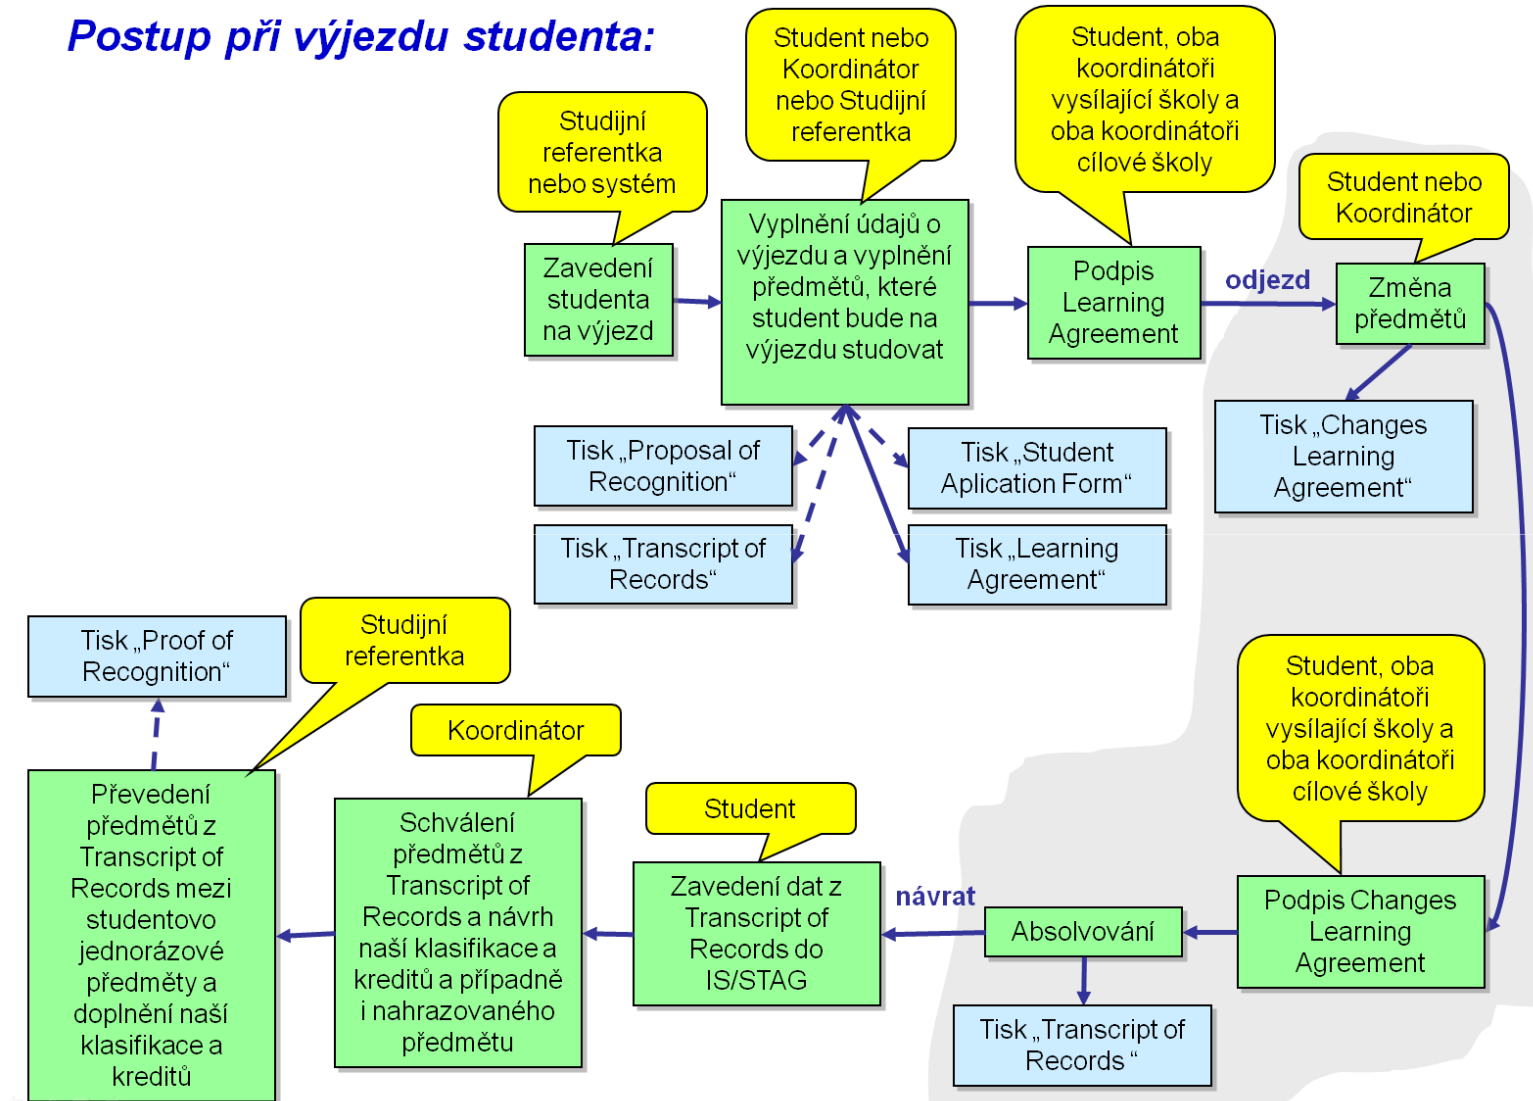 Postup při výjezdu studenta:
Studijní
referentka
nebo systém
Student nebo
Koordinátor
nebo Studijní
referentka
Student, oba
koordinátoři
vysílající školy a
oba koordinátoři
cílové školy
Student nebo
Koordinátor
Zavedení
studenta
na výjezd
Vyplnění údajů o
výjezdu a vyplnění
předmětů, které
student bude na
výjezdu studovat
Podpis
Learning
Agreement
odjezd
Změna
předmětů
Tisk „Proposal of
Recognition“
Tisk „Student
Aplication Form“
Tisk „Changes
Learning
Agreement“
Tisk „Transcript of
Records“
Tisk „Learning
Agreement“
Tisk „Proof of
Recognition“
Studijní
referentka
Koordinátor
Student
Student, oba
koordinátoři
vysílající školy a
oba koordinátoři
cílové školy
Převedení
předmětů z
Transcript of
Records mezi
studentovo
jednorázové
předměty a
doplnění naší
klasifikace a
kreditů
Schválení
předmětů z
Transcript of
Records a návrh
naší klasifikace a
kreditů a případně
i nahrazovaného
předmětu
Zavedení dat z
Transcript of
Records do
IS/STAG
návrat
Absolvování
Podpis Changes
Learning
Agreement
Tisk „Transcript of
Records “